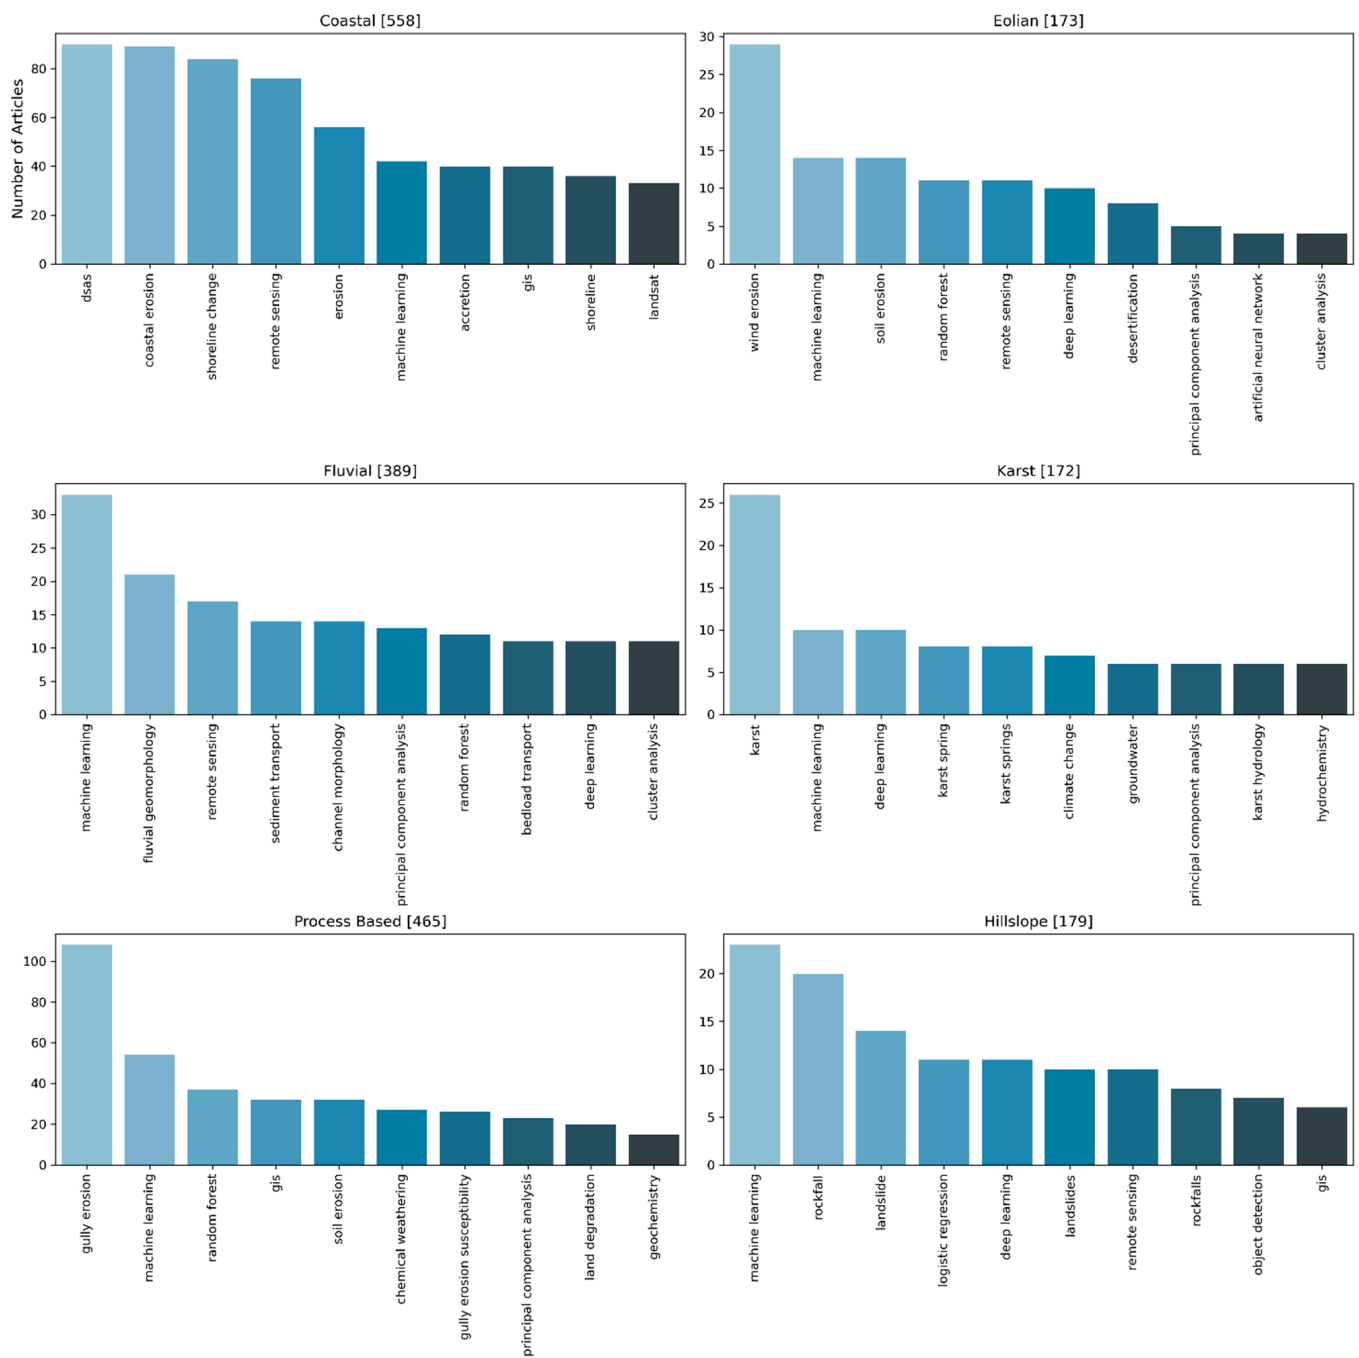 Coastal [558]
Number of Articles
80
60
40
20
0
dsas
coastal erosion
shoreline change
remote sensing
erosion
machine learning
accretion
gis
shoreline
landsat
Eolian [173]
30
25
20
15
10
5
0
wind erosion
machine learning
soil erosion
random forest
remote sensing
deep learning
desertification
principal component analysis
artificial neural network
cluster analysis
Fluvial [389]
30
25
20
15
10
5
0
machine learning
fluvial geomorphology
remote sensing
sediment transport
channel morphology
principal component analysis
random forest
bedload transport
deep learning
cluster analysis
Karst [172]
25
20
15
10
5
0
karst
machine learning
deep learning
karst spring
karst springs
climate change
groundwater
principal component analysis
karst hydrology
hydrochemistry
Process Based [465]
100
80
60
40
20
0
gully erosion
machine learning
random forest
gis
soil erosion
chemical weathering
gully erosion susceptibility
principal component analysis
land degradation
geochemistry
Hillslope [179]
20
15
10
5
0
machine learning
rockfall
landslide
logistic regression
deep learning
landslides
remote sensing
rockfalls
object detection
gis